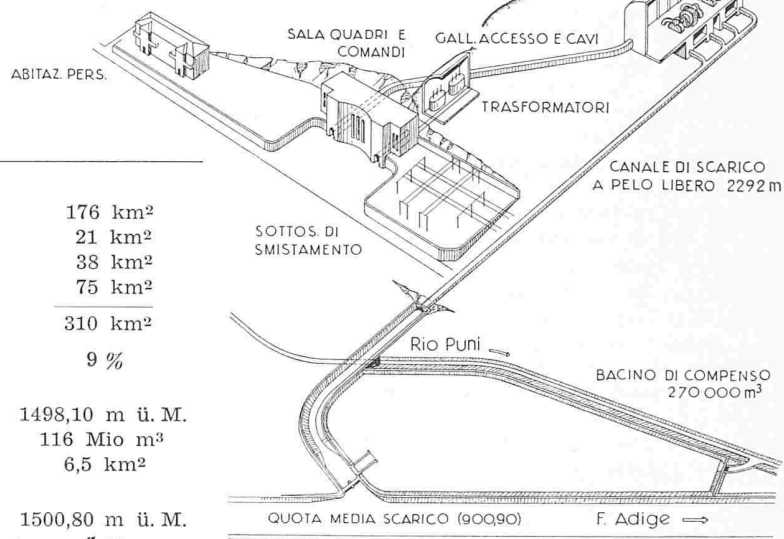 SALA QUADRI E
COMANDI
GALL. ACCESSO E CAVI
ABITAZ. PERS.
TRASFORMATORI
CANALE DI SCARICO
A PELO LIBERO 2292 m
SOTTOS. DI
SMISTAMENTO
176 km²
21 km²
38 km²
75 km²
310 km²
9 %
1498,10 m ü. M.
116 Mio m³
6,5 km²
1500,80 m ü. M.
Rio Puni
BACINO DI COMPENSO
270 000 m³
QUOTA MEDIA SCARICO (900,90)
F. Adige